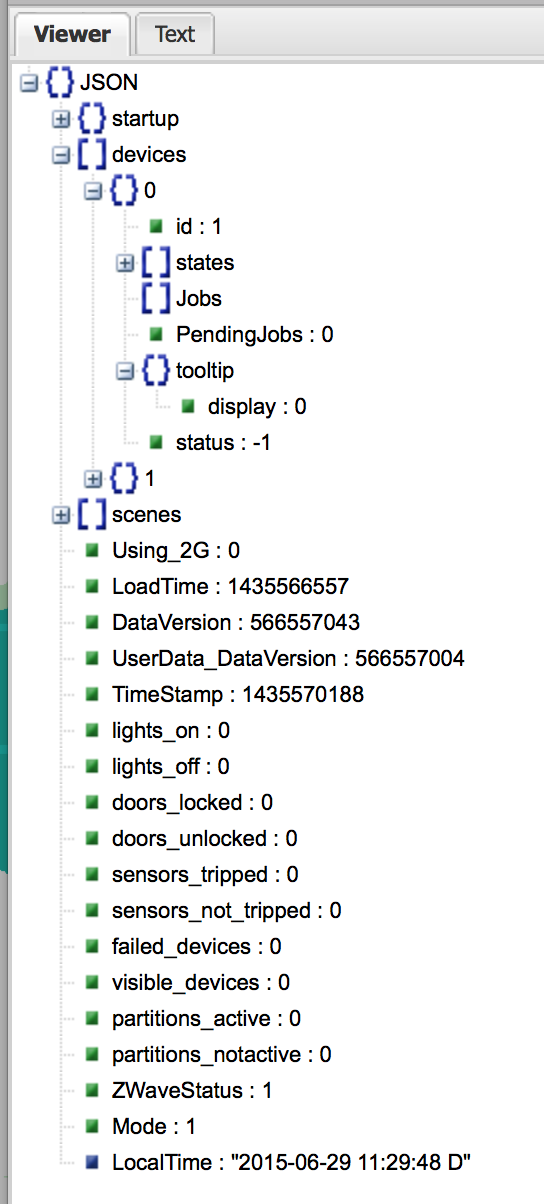 Viewer Text
JSON
startup
devices
0
id : 1
states
Jobs
PendingJobs : 0
tooltip
display : 0
status : -1
1
scenes
Using_2G : 0
LoadTime : 1435566557
DataVersion : 566557043
UserData_DataVersion : 566557004
TimeStamp : 1435570188
lights_on : 0
lights_off : 0
doors_locked : 0
doors_unlocked : 0
sensors_tripped : 0
sensors_not_tripped : 0
failed_devices : 0
visible_devices : 0
partitions_active : 0
partitions_notactive : 0
ZWaveStatus : 1
Mode : 1
LocalTime : "2015-06-29 11:29:48 D"